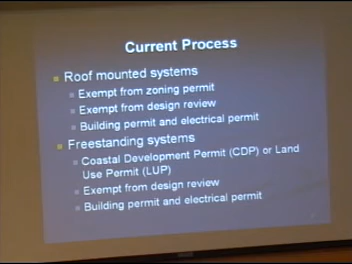 Current Process
Roof mounted systems
Exempt from zoning permit
Exempt from design review
Building permit and electrical permit
Freestanding systems
Coastal Development Permit (CDP) or Land
Use Permit (LUP)
Exempt from design review
Building permit and electrical permit